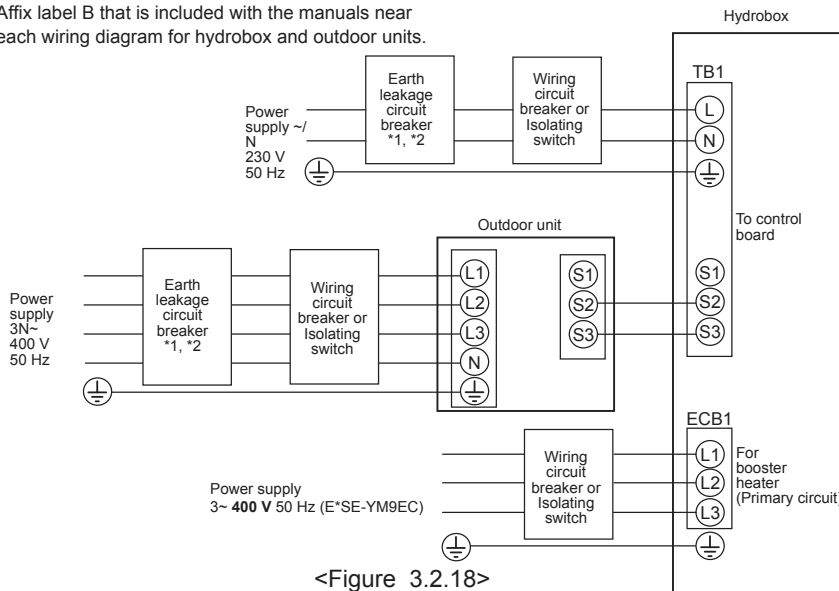 Affix label B that is included with the manuals near
each wiring diagram for hydrobox and outdoor units.
Hydrobox
TB1
Power
supply ~/
N
230 V
50 Hz
Earth
leakage
circuit
breaker
*1, *2
Wiring
circuit
breaker or
Isolating
switch
L
N
To control
board
S1
S2
S3
Outdoor unit
Power
supply
3N~
400 V
50 Hz
Earth
leakage
circuit
breaker
*1, *2
Wiring
circuit
breaker or
Isolating
switch
L1
L2
L3
N
S1
S2
S3
ECB1
Power supply
3~ 400 V 50 Hz (E*SE-YM9EC)
Wiring
circuit
breaker or
Isolating
switch
L1
L2
L3
For
booster
heater
(Primary circuit)
<Figure 3.2.18>